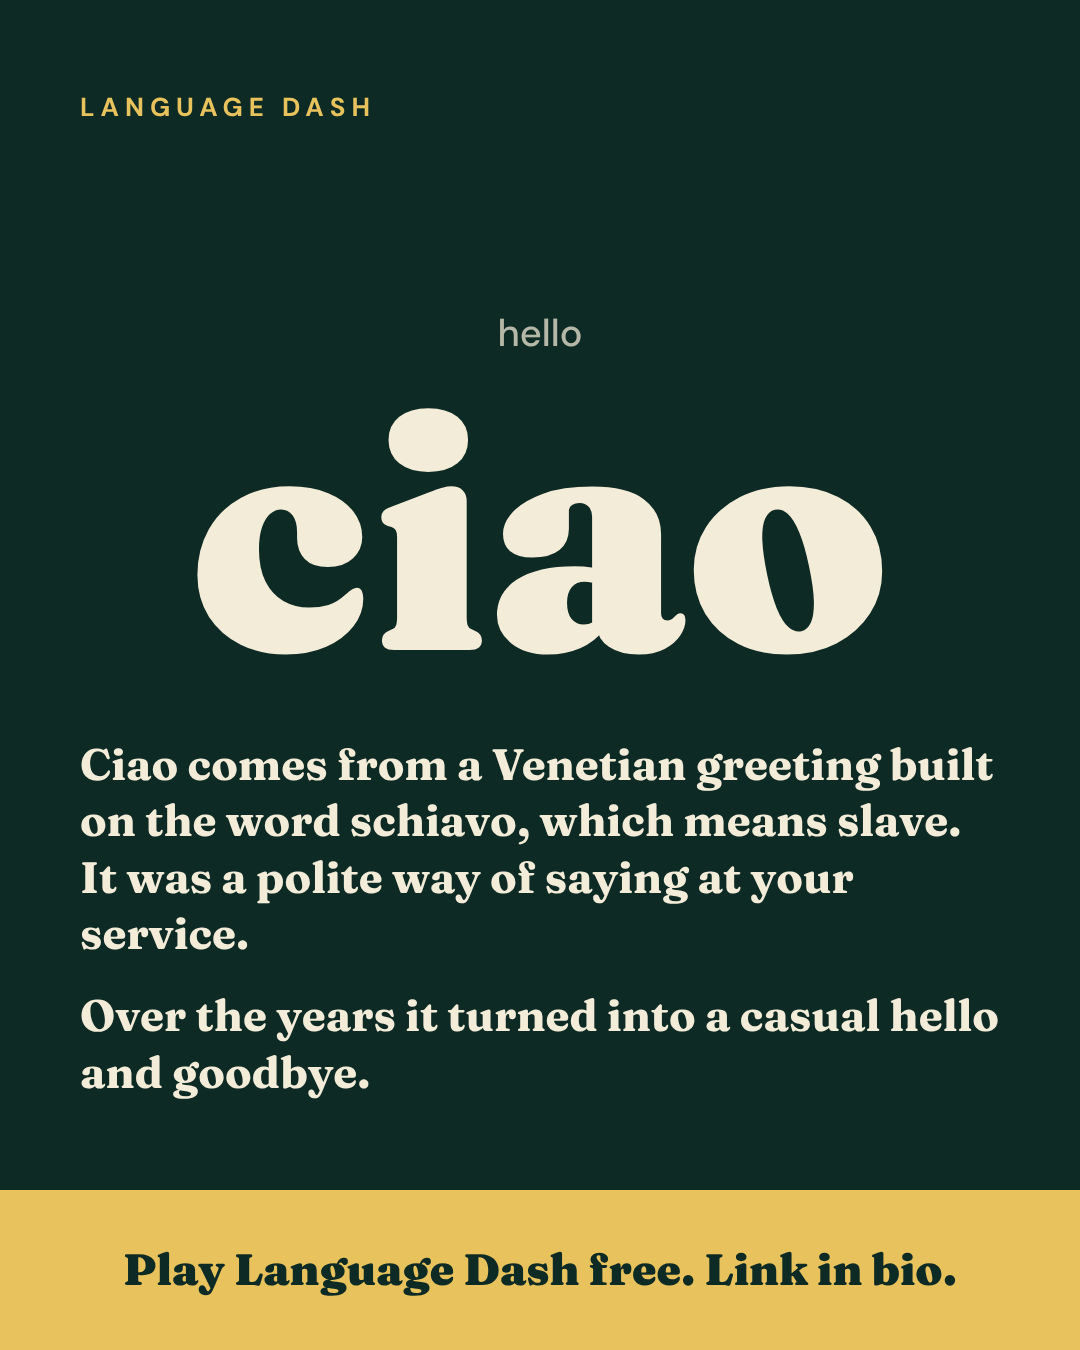 LANGUAGE DASH
hello
ciao
Ciao comes from a Venetian greeting built
on the word schiavo, which means slave.
It was a polite way of saying at your
service.
Over the years it turned into a casual hello
and goodbye.
Play Language Dash free. Link in bio.